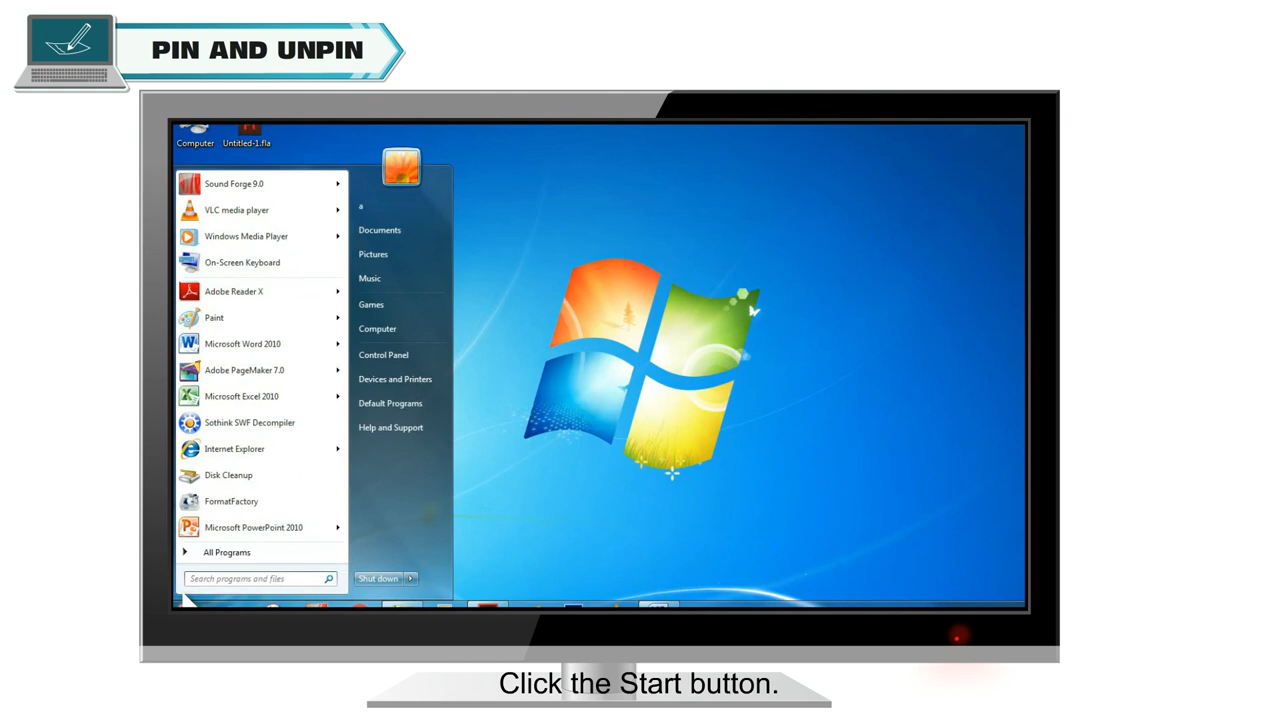 PIN AND UNPIN
Computer
Untitled-1.fla
Sound Forge 9.0
VLC media player
Windows Media Player
On-Screen Keyboard
Adobe Reader X
Paint
Microsoft Word 2010
Adobe PageMaker 7.0
Microsoft Excel 2010
Sothink SWF Decompiler
Internet Explorer
Disk Cleanup
FormatFactory
Microsoft PowerPoint 2010
All Programs
Search programs and files
a
Documents
Pictures
Music
Games
Computer
Control Panel
Devices and Printers
Default Programs
Help and Support
Shut down
Click the Start button.